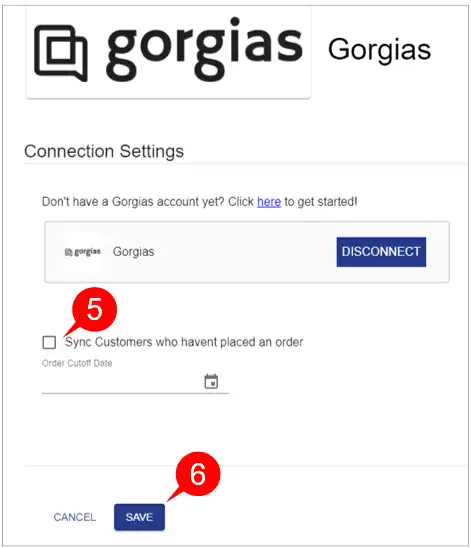 gorgias Gorgias
Connection Settings
Don't have a Gorgias account yet? Click here to get started!
gorgias Gorgias DISCONNECT
5
Sync Customers who havent placed an order
Order Cutoff Date
6
CANCEL SAVE